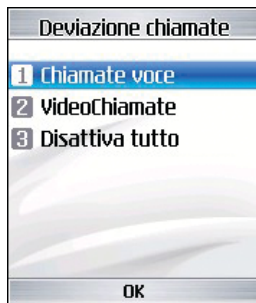 Deviazione chiamate
1 Chiamate voce
2 VideoChiamate
3 Disattiva tutto
OK